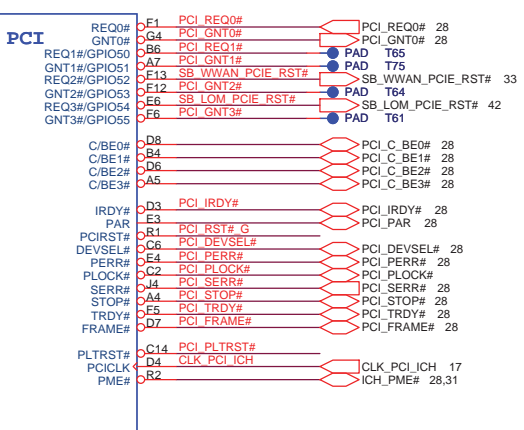 PCI
REQ0# F1 PCI_REQ0# PCI_REQ0# 28
GNT0# G4 PCI_GNT0# PCI_GNT0# 28
REQ1#/GPIO50 B6 PCI_REQ1# PAD T65
GNT1#/GPIO51 A7 PCI_GNT1# PAD T75
REQ2#/GPIO52 F13 SB_WWAN_PCIE_RST# SB_WWAN_PCIE_RST# 33
GNT2#/GPIO53 F12 PCI_GNT2# PAD T64
REQ3#/GPIO54 E6 SB_LOM_PCIE_RST# SB_LOM_PCIE_RST# 42
GNT3#/GPIO55 F6 PCI_GNT3# PAD T61
C/BE0# D8 PCI_C_BE0# 28
C/BE1# B4 PCI_C_BE1# 28
C/BE2# D6 PCI_C_BE2# 28
C/BE3# A5 PCI_C_BE3# 28
IRDY# D3 PCI_IRDY# PCI_IRDY# 28
PAR E3 PCI_PAR 28
PCIRST# R1 PCI_RST#_G
DEVSEL# C6 PCI_DEVSEL# PCI_DEVSEL# 28
PERR# E4 PCI_PERR# PCI_PERR# 28
PLOCK# C2 PCI_PLOCK# PCI_PLOCK#
SERR# J4 PCI_SERR# PCI_SERR# 28
STOP# A4 PCI_STOP# PCI_STOP# 28
TRDY# F5 PCI_TRDY# PCI_TRDY# 28
FRAME# D7 PCI_FRAME# PCI_FRAME# 28
PLTRST# C14 PCI_PLTRST#
PCICLK D4 CLK_PCI_ICH CLK_PCI_ICH 17
PME# R2 ICH_PME# 28,31